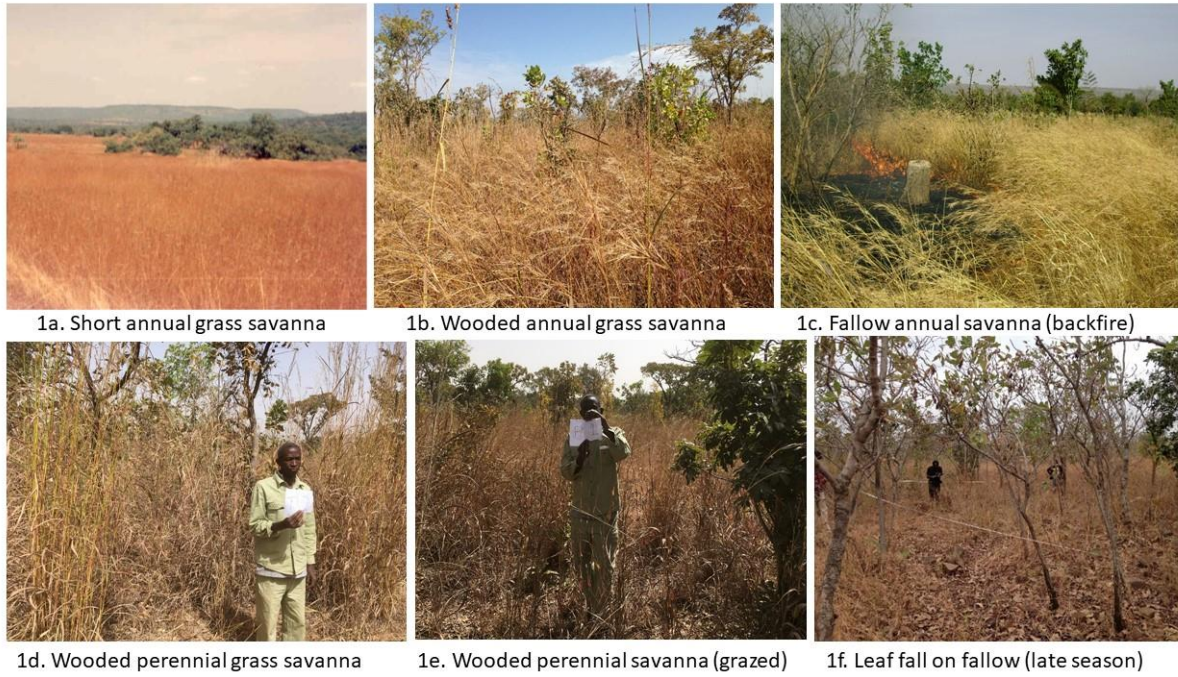 1a. Short annual grass savanna
1b. Wooded annual grass savanna
1c. Fallow annual savanna (backfire)
1d. Wooded perennial grass savanna
1e. Wooded perennial savanna (grazed)
1f. Leaf fall on fallow (late season)